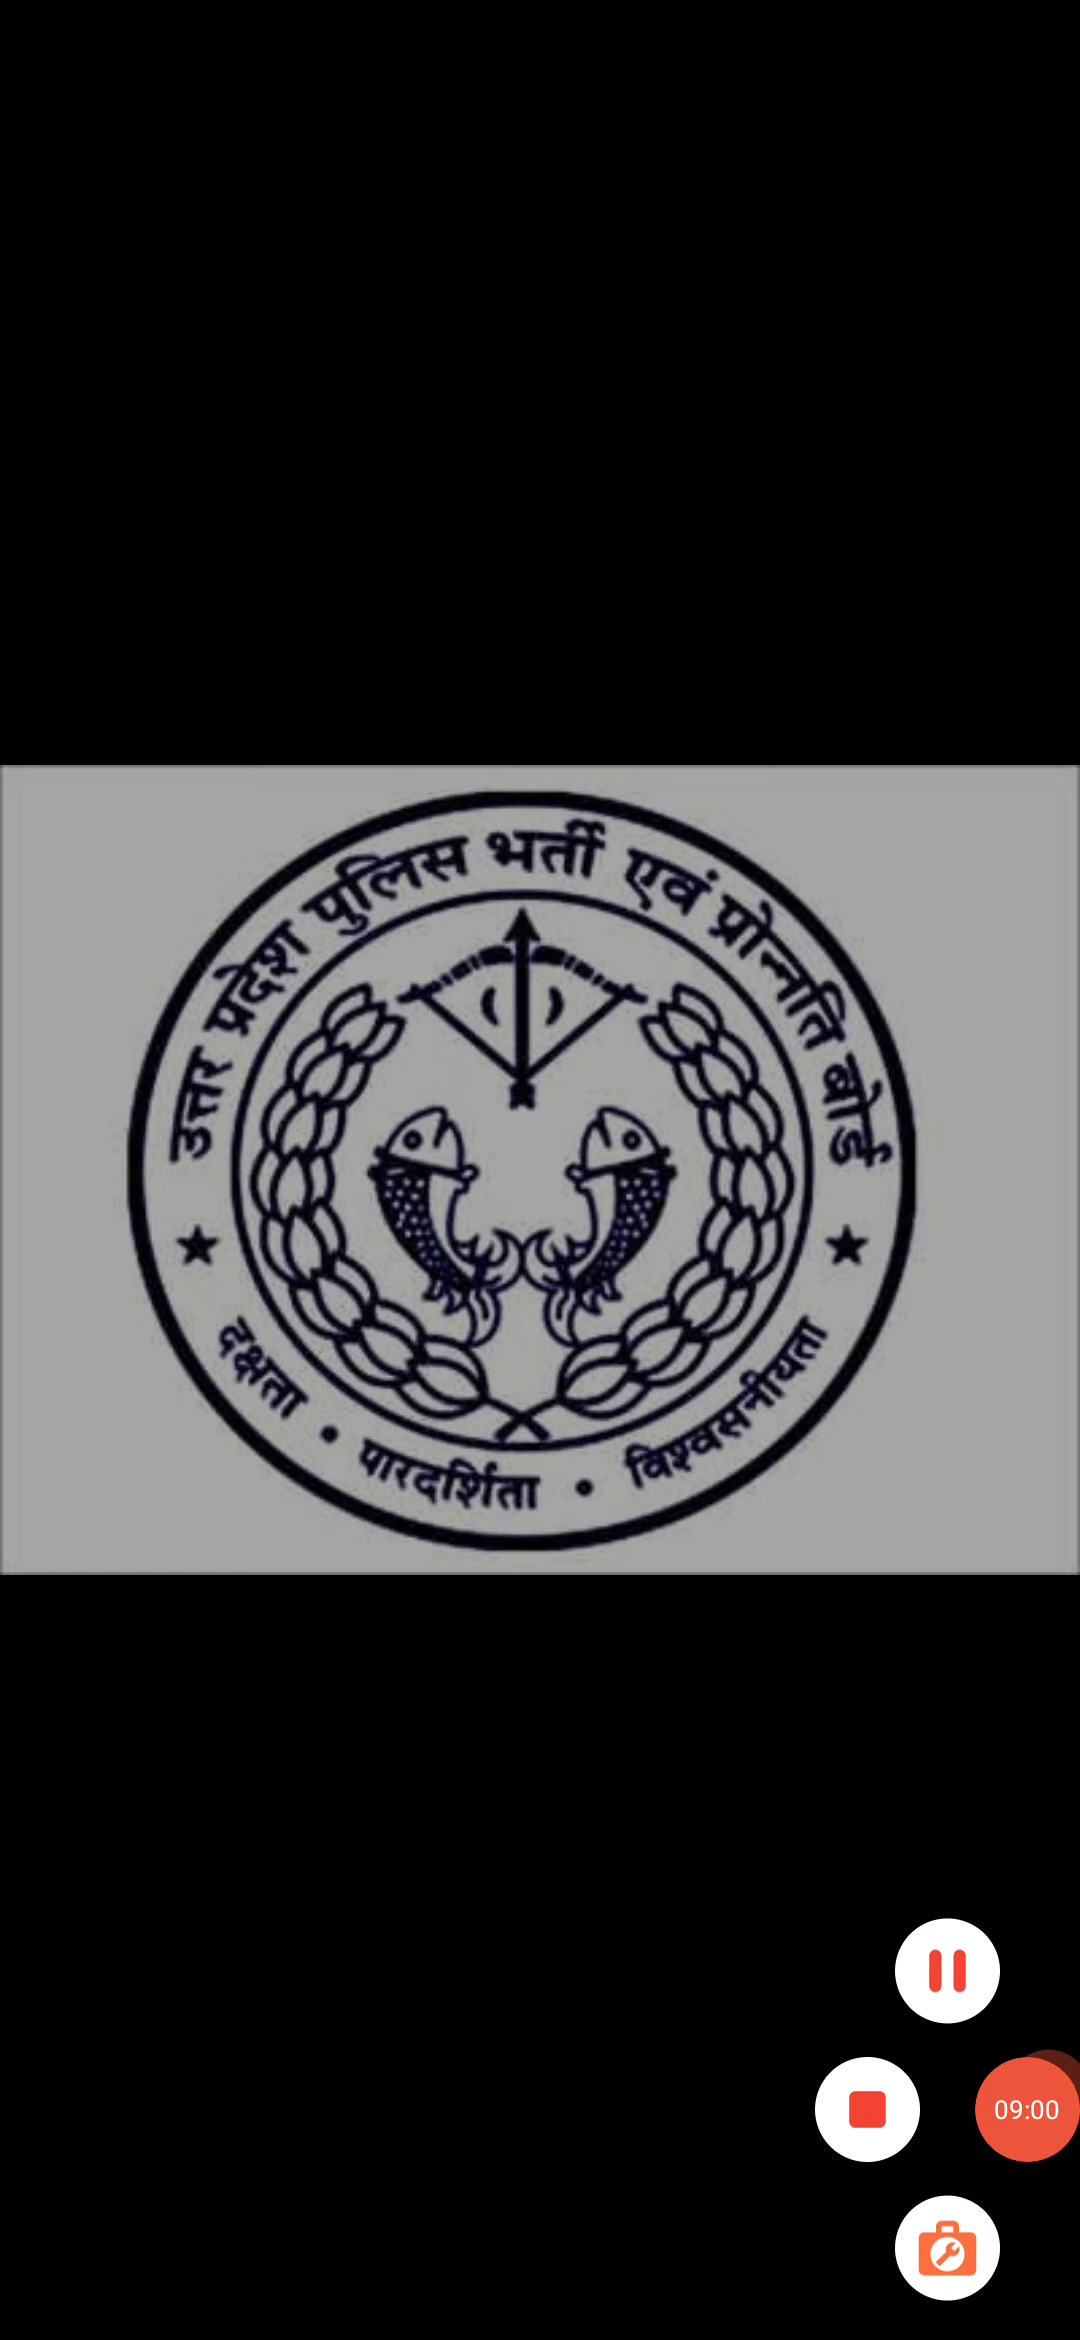 उत्तर प्रदेश पुलिस भर्ती एवं प्रोन्नति बोर्ड
दक्षता • पारदर्शिता • विश्वसनीयता
09:00